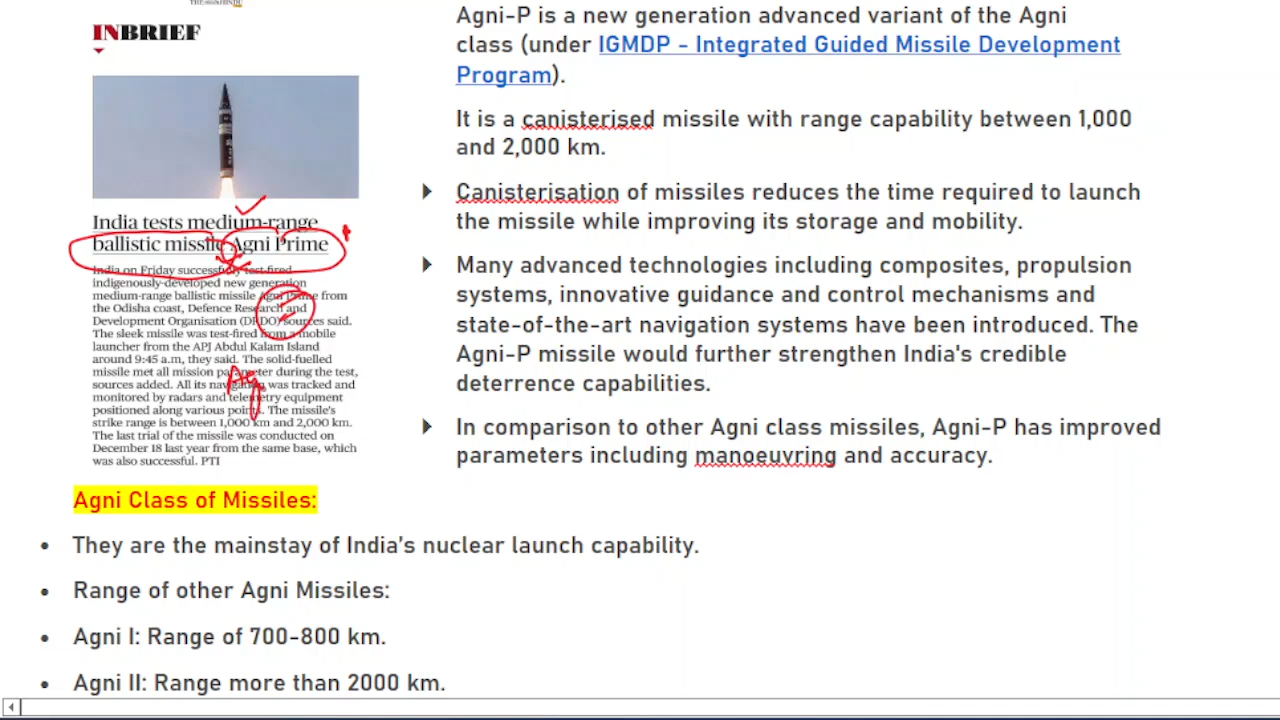 THE HINDU
INBRIEF
India tests medium-range
ballistic missile Agni Prime
India on Friday successfully test-fired
indigenously-developed new generation
medium-range ballistic missile Agni Prime from
the Odisha coast, Defence Research and
Development Organisation (DRDO) sources said.
The sleek missile was test-fired from a mobile
launcher from the APJ Abdul Kalam Island
around 9:45 a.m, they said. The solid-fuelled
missile met all mission parameter during the test,
sources added. All its navigation was tracked and
monitored by radars and telemetry equipment
positioned along various points. The missile's
strike range is between 1,000 km and 2,000 km.
The last trial of the missile was conducted on
December 18 last year from the same base, which
was also successful. PTI
Ag
Agni-P is a new generation advanced variant of the Agni
class (under IGMDP - Integrated Guided Missile Development
Program).
It is a canisterised missile with range capability between 1,000
and 2,000 km.
Canisterisation of missiles reduces the time required to launch
the missile while improving its storage and mobility.
Many advanced technologies including composites, propulsion
systems, innovative guidance and control mechanisms and
state-of-the-art navigation systems have been introduced. The
Agni-P missile would further strengthen India's credible
deterrence capabilities.
In comparison to other Agni class missiles, Agni-P has improved
parameters including manoeuvring and accuracy.
Agni Class of Missiles:
• They are the mainstay of India's nuclear launch capability.
• Range of other Agni Missiles:
• Agni I: Range of 700-800 km.
• Agni II: Range more than 2000 km.